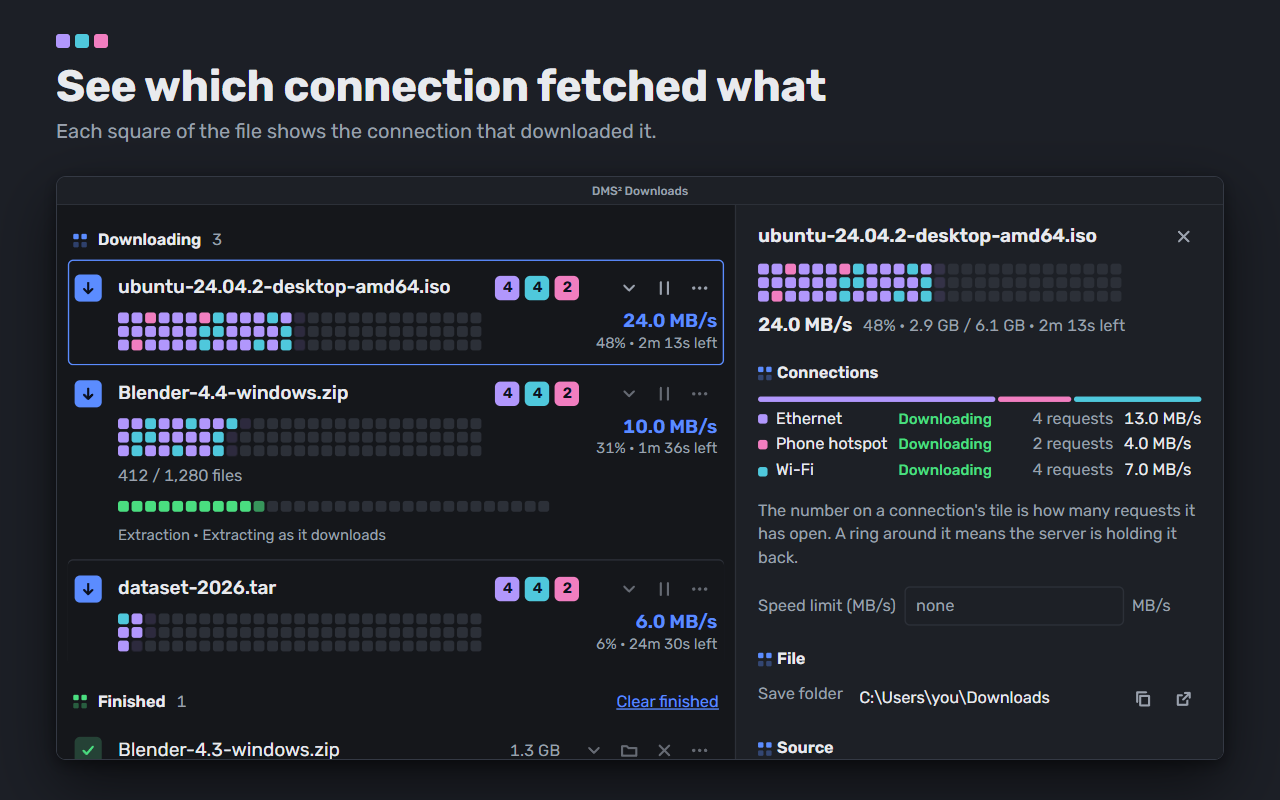 See which connection fetched what
Each square of the file shows the connection that downloaded it.
DMS² Downloads
Downloading 3
ubuntu-24.04.2-desktop-amd64.iso 4 4 2
24.0 MB/s
48% • 2m 13s left
Blender-4.4-windows.zip 4 4 2
10.0 MB/s
31% • 1m 36s left
412 / 1,280 files
Extraction • Extracting as it downloads
dataset-2026.tar 4 4 2
6.0 MB/s
6% • 24m 30s left
Finished 1 Clear finished
Blender-4.3-windows.zip 1.3 GB
ubuntu-24.04.2-desktop-amd64.iso
24.0 MB/s 48% • 2.9 GB / 6.1 GB • 2m 13s left
Connections
Ethernet Downloading 4 requests 13.0 MB/s
Phone hotspot Downloading 2 requests 4.0 MB/s
Wi-Fi Downloading 4 requests 7.0 MB/s
The number on a connection's tile is how many requests it
has open. A ring around it means the server is holding it
back.
Speed limit (MB/s) none MB/s
File
Save folder C:\Users\you\Downloads
Source